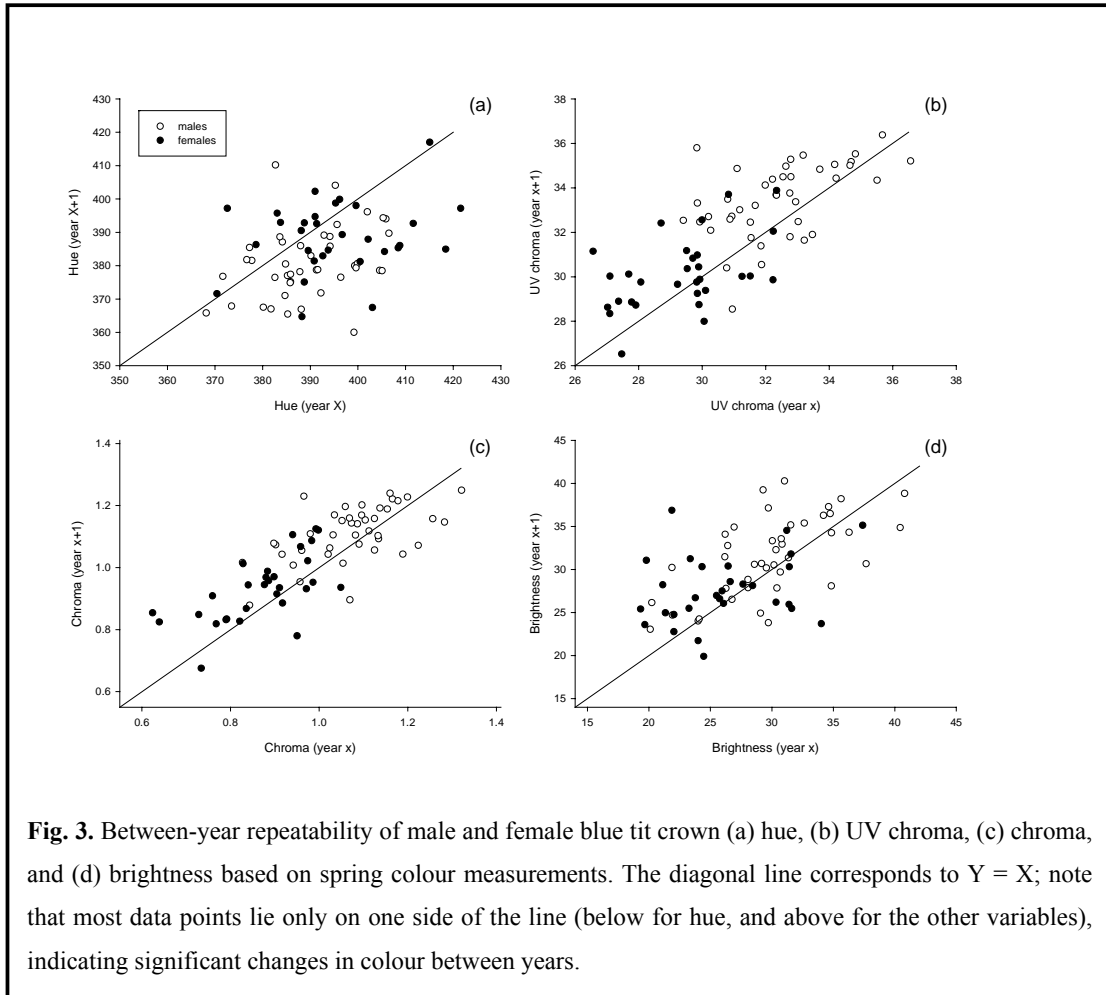 (a)
males
females
430
420
410
400
390
380
370
360
350
Hue (year X+1)
350 360 370 380 390 400 410 420 430
Hue (year X)
(b)
38
36
34
32
30
28
26
UV chroma (year x+1)
26 28 30 32 34 36 38
UV chroma (year x)
(c)
1.4
1.2
1.0
0.8
0.6
Chroma (year x+1)
0.6 0.8 1.0 1.2 1.4
Chroma (year x)
(d)
45
40
35
30
25
20
15
Brightness (year x+1)
15 20 25 30 35 40 45
Brightness (year x)
Fig. 3. Between-year repeatability of male and female blue tit crown (a) hue, (b) UV chroma, (c) chroma,
and (d) brightness based on spring colour measurements. The diagonal line corresponds to Y = X; note
that most data points lie only on one side of the line (below for hue, and above for the other variables),
indicating significant changes in colour between years.